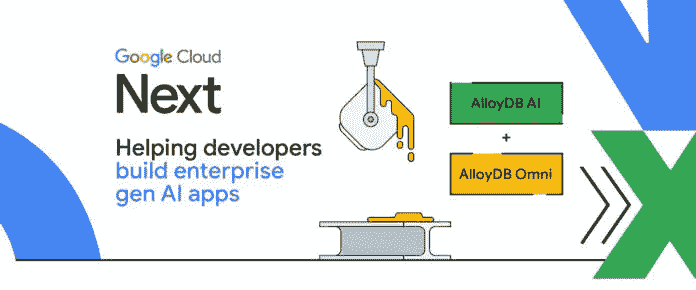 Google Cloud
Next
Helping developers
build enterprise
gen AI apps
AlloyDB AI
+
AlloyDB Omni